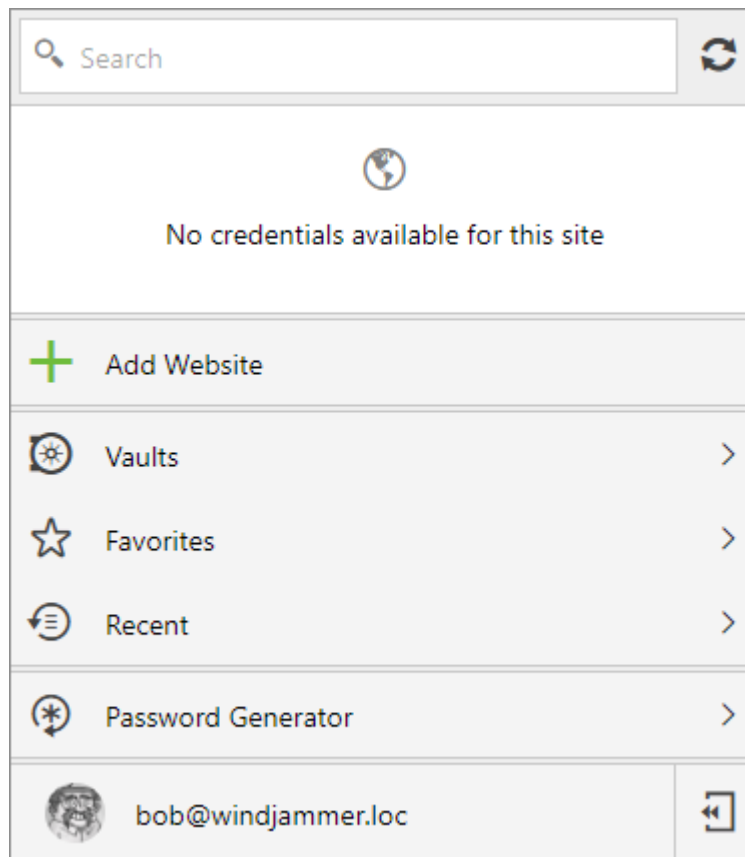 Search
No credentials available for this site
Add Website
Vaults
Favorites
Recent
Password Generator
bob@windjammer.loc